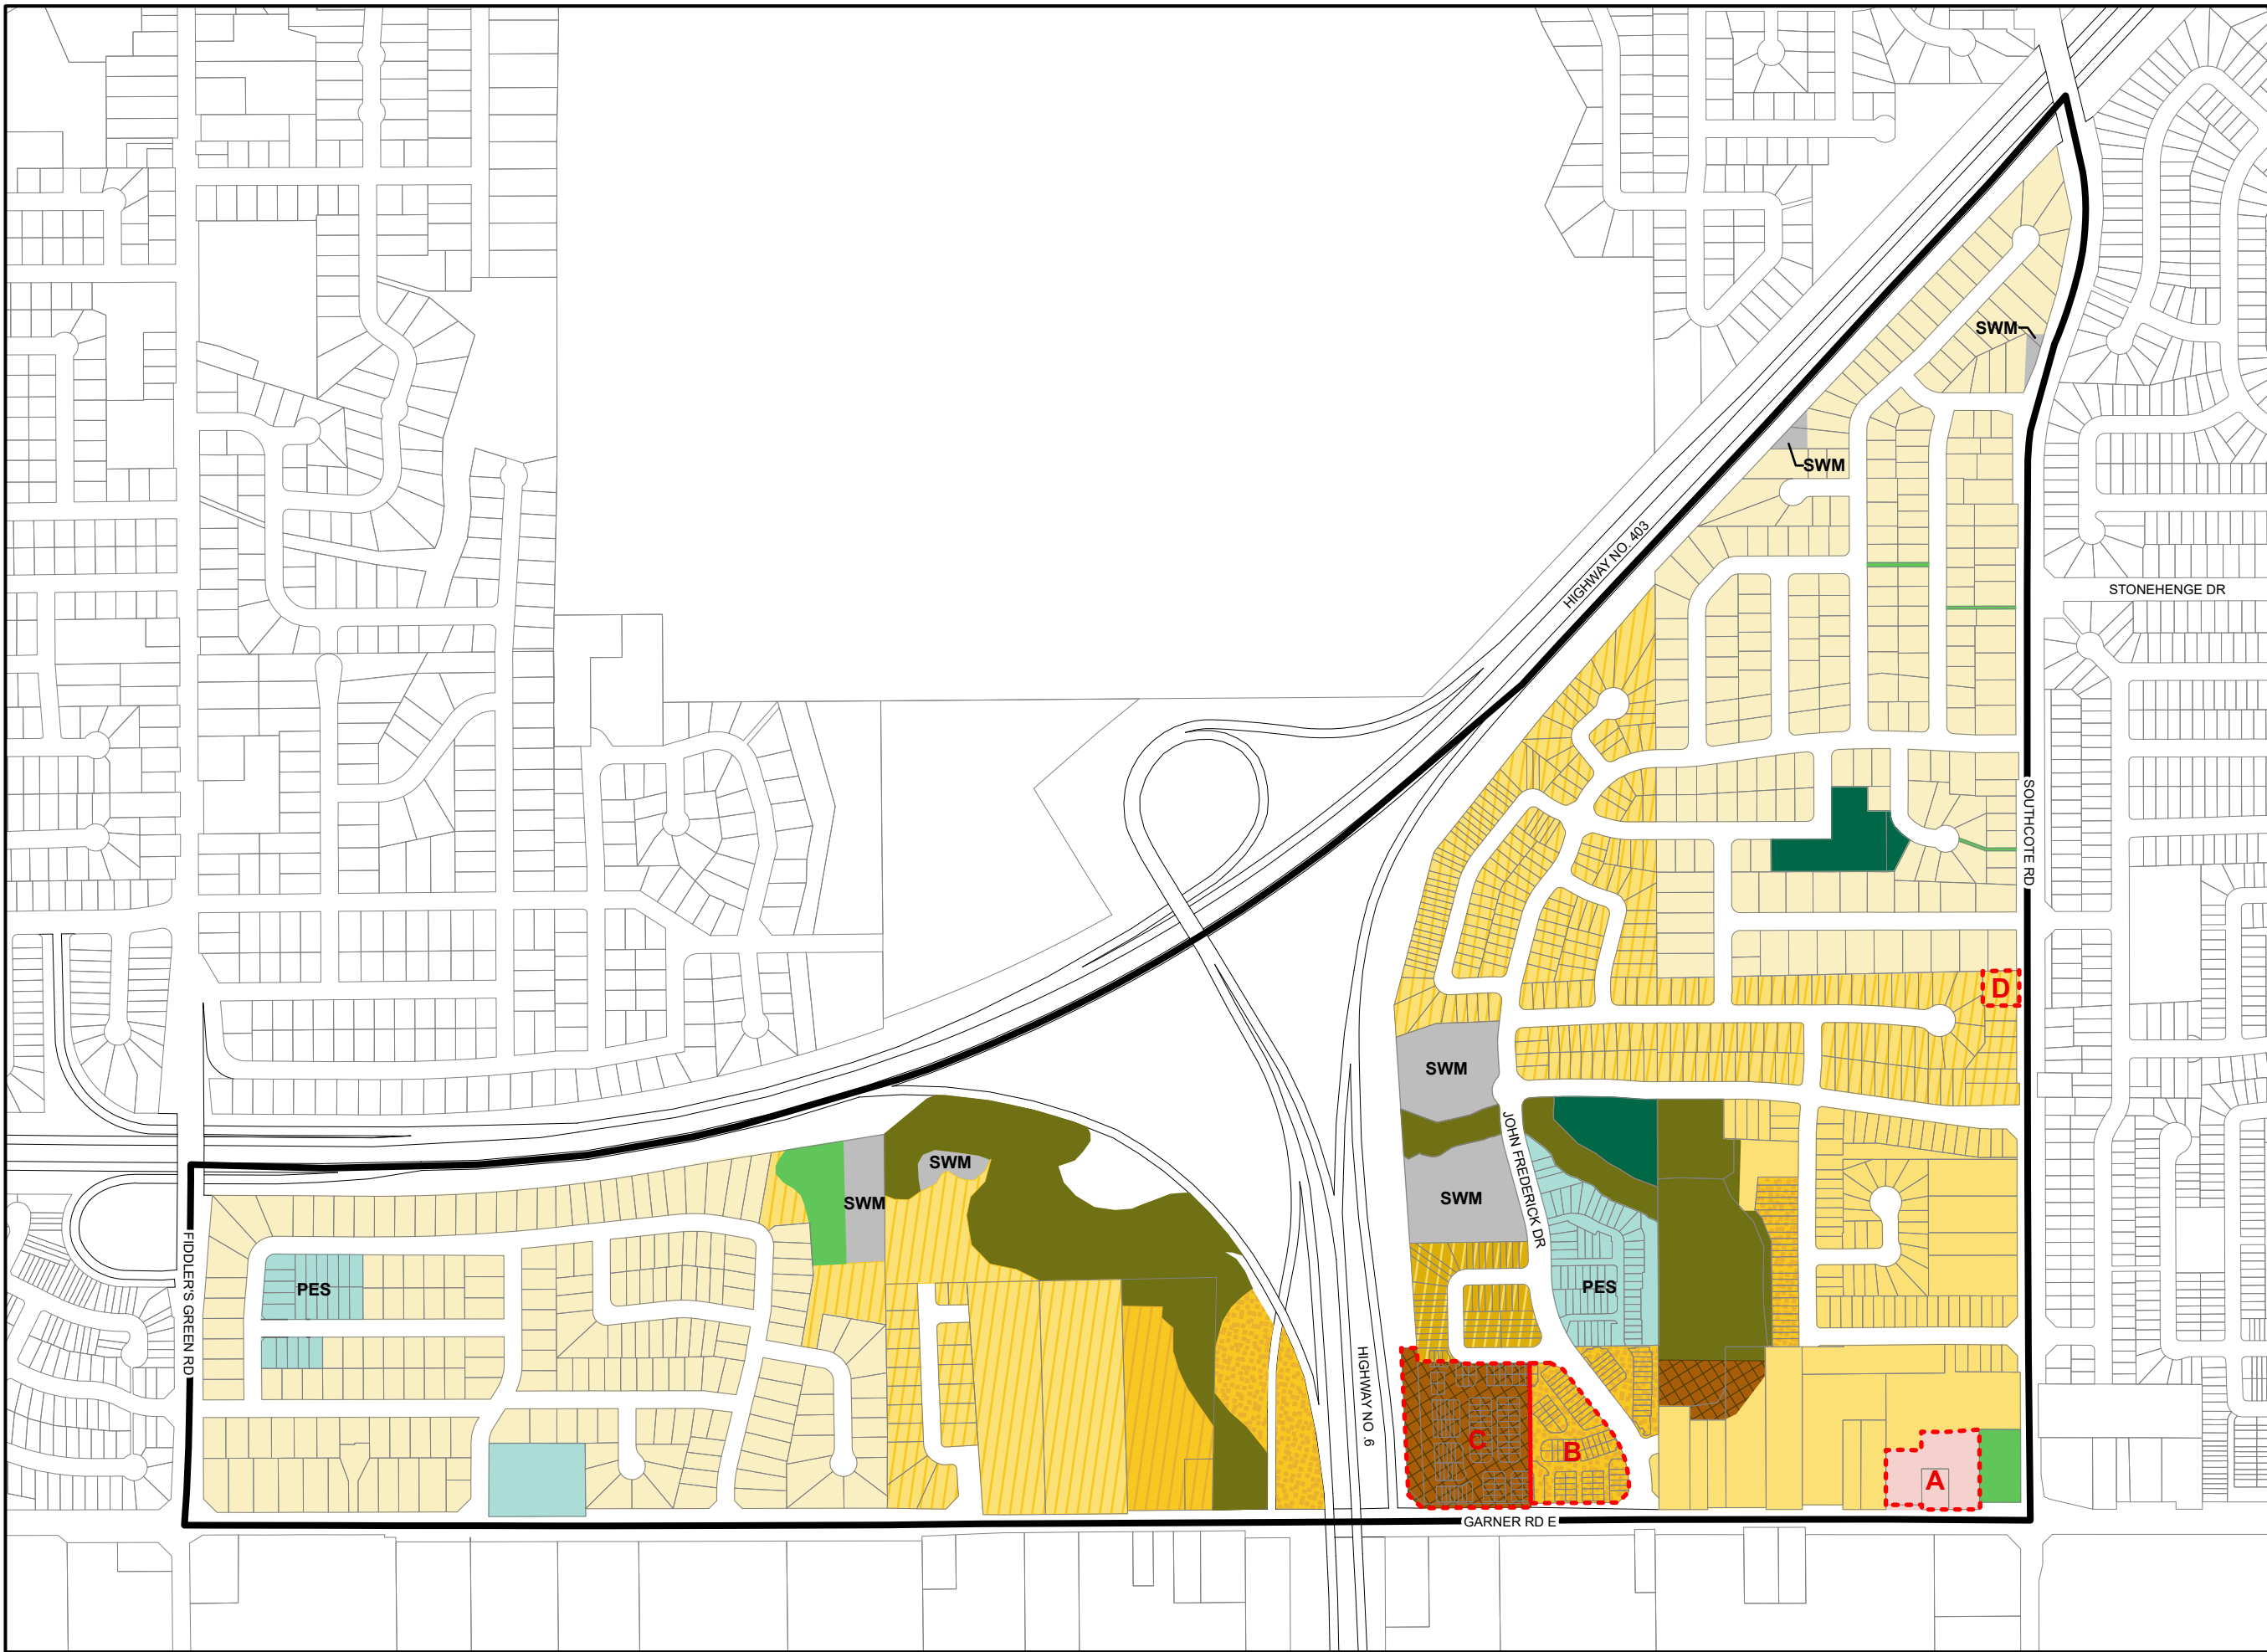 SWM
SWM
HIGHWAY NO. 403
STONEHENGE DR
SOUTHCOTE RD
D
SWM
JOHN FREDERICK DR
SWM
SWM
SWM
FIDDLER'S GREEN RD
PES
PES
HIGHWAY NO .6
C
B
A
GARNER RD E